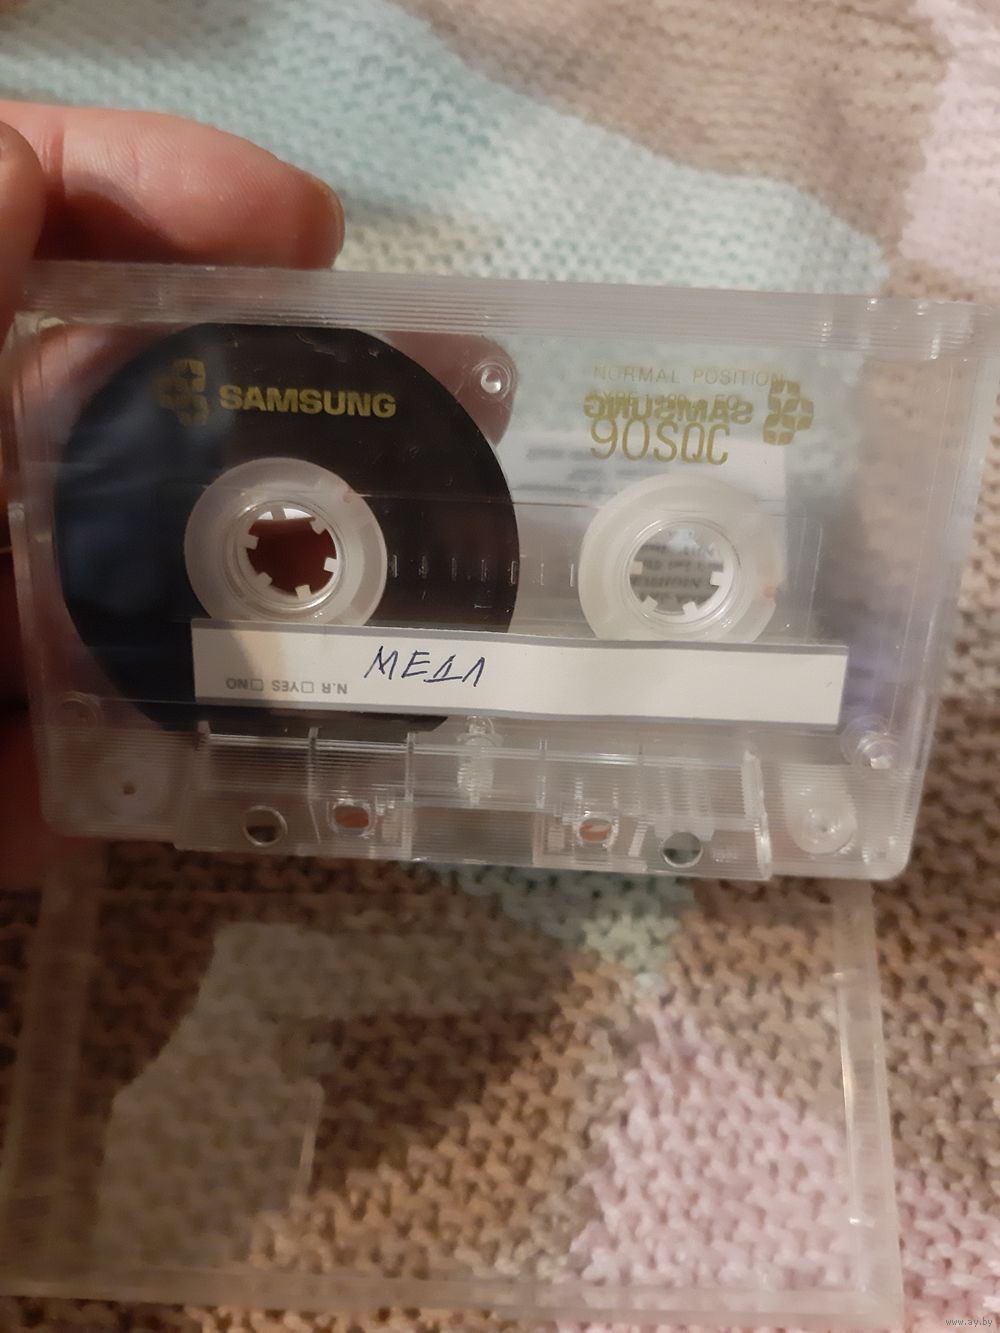 SAMSUNG
NORMAL POSITION
SAMSUNG
90SQC
МЕДЛ
N.R □YES □NO
www.ay.by